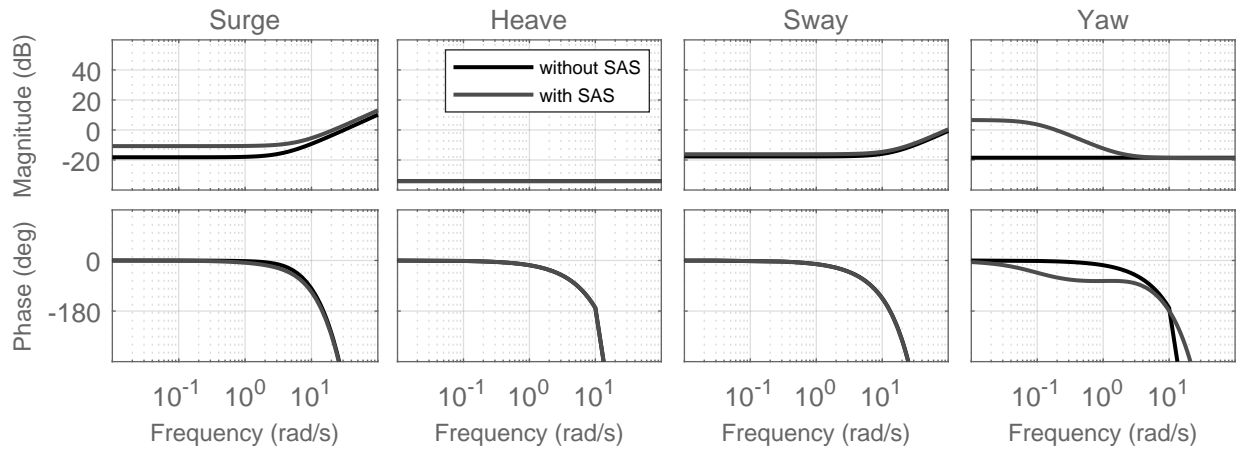 Surge Heave Sway Yaw
Magnitude (dB)
40
20
0
-20
without SAS
with SAS
Phase (deg)
0
-180
10^-1 10^0 10^1 10^-1 10^0 10^1 10^-1 10^0 10^1 10^-1 10^0 10^1
Frequency (rad/s) Frequency (rad/s) Frequency (rad/s) Frequency (rad/s)